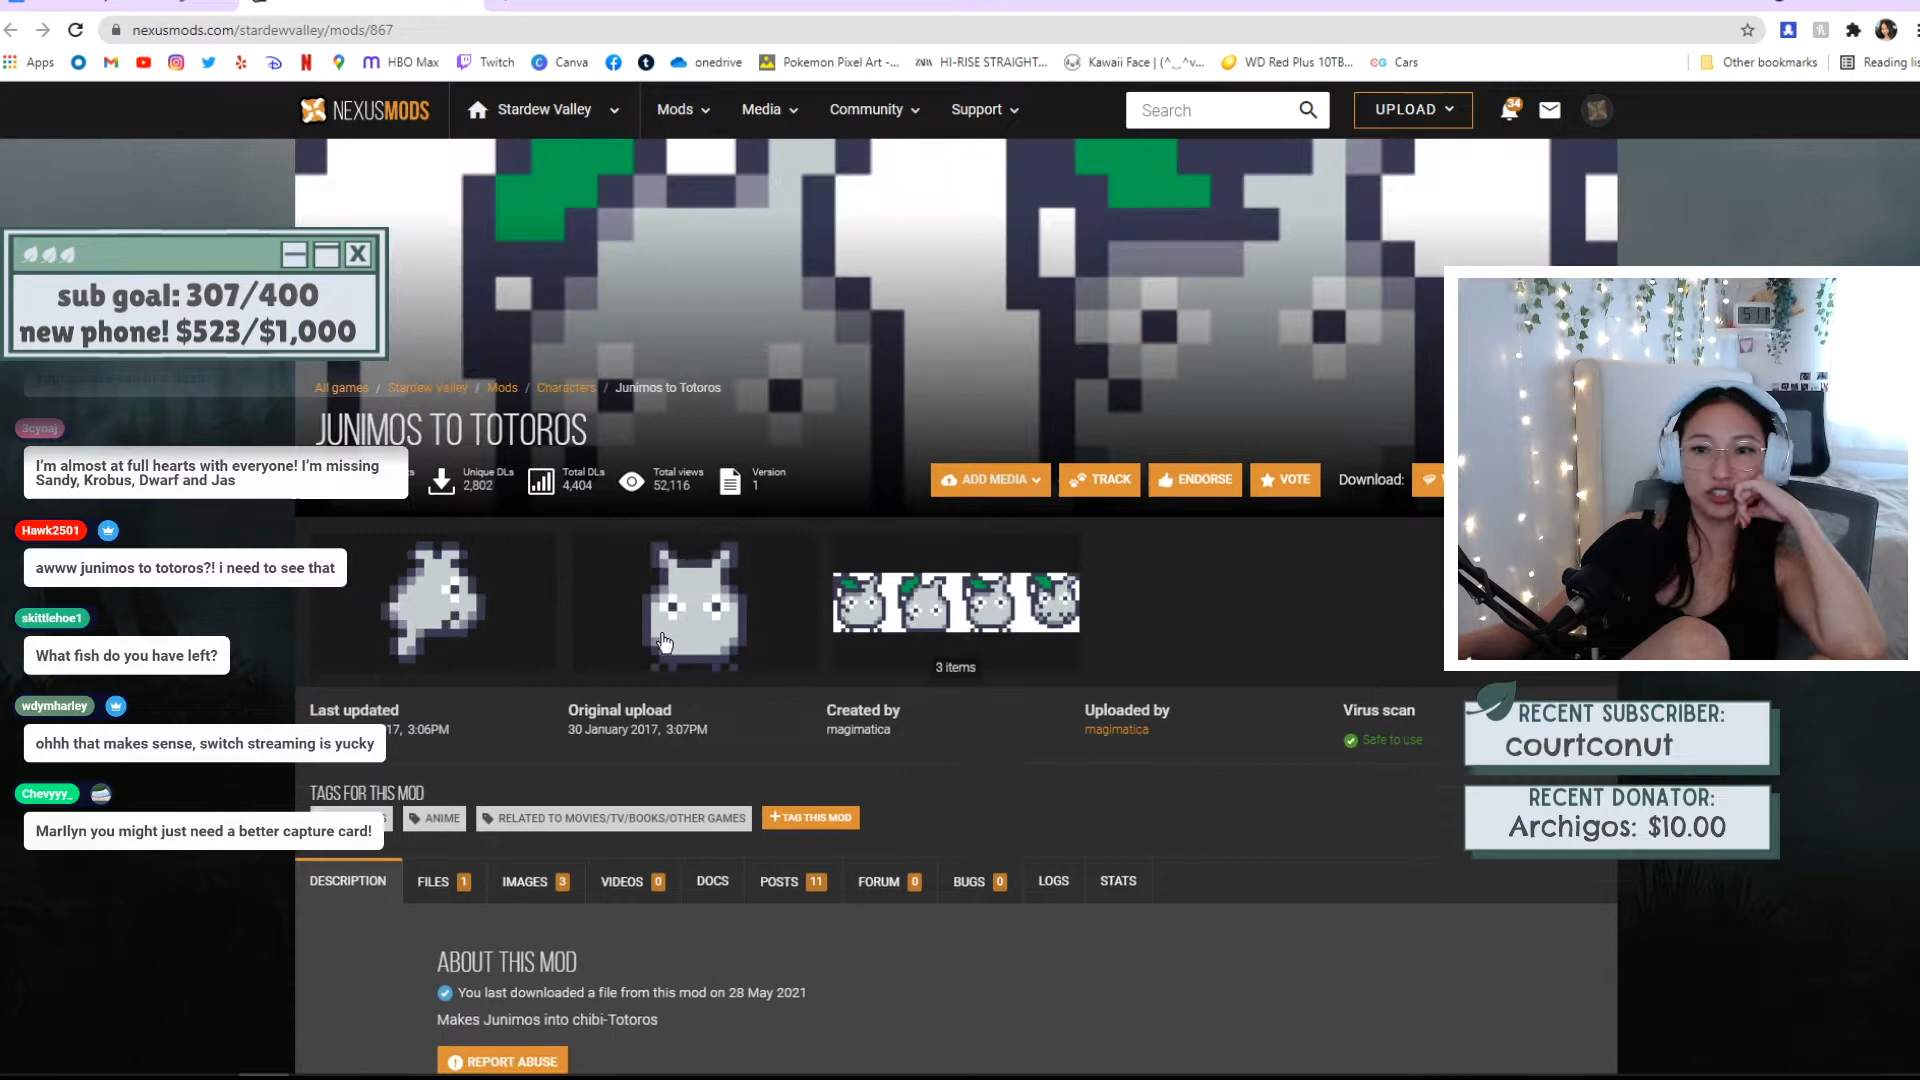 nexusmods.com/stardewvalley/mods/867
Apps HBO Max Twitch Canva onedrive Pokemon Pixel Art -... HI-RISE STRAIGHT... Kawaii Face | (^‿^v... WD Red Plus 10TB... Cars Other bookmarks Reading lis
NEXUSMODS Stardew Valley Mods Media Community Support Search UPLOAD 34
sub goal: 307/400
new phone! $523/$1,000
511
All games / Stardew Valley / Mods / Characters / Junimos to Totoros
JUNIMOS TO TOTOROS
Unique DLs
2,802
Total DLs
4,404
Total views
52,116
Version
1
ADD MEDIA TRACK ENDORSE VOTE Download:
3cynaj
I'm almost at full hearts with everyone! I'm missing
Sandy, Krobus, Dwarf and Jas
Hawk2501
awww junimos to totoros?! i need to see that
skittlehoe1
What fish do you have left?
wdymharley
ohhh that makes sense, switch streaming is yucky
Chevyyy_
Marllyn you might just need a better capture card!
3 items
Last updated
17, 3:06PM
Original upload
30 January 2017, 3:07PM
Created by
magimatica
Uploaded by
magimatica
Virus scan
Safe to use
RECENT SUBSCRIBER:
courtconut
RECENT DONATOR:
Archigos: $10.00
TAGS FOR THIS MOD
ANIME RELATED TO MOVIES/TV/BOOKS/OTHER GAMES +TAG THIS MOD
DESCRIPTION FILES 1 IMAGES 3 VIDEOS 0 DOCS POSTS 11 FORUM 0 BUGS 0 LOGS STATS
ABOUT THIS MOD
You last downloaded a file from this mod on 28 May 2021
Makes Junimos into chibi-Totoros
REPORT ABUSE